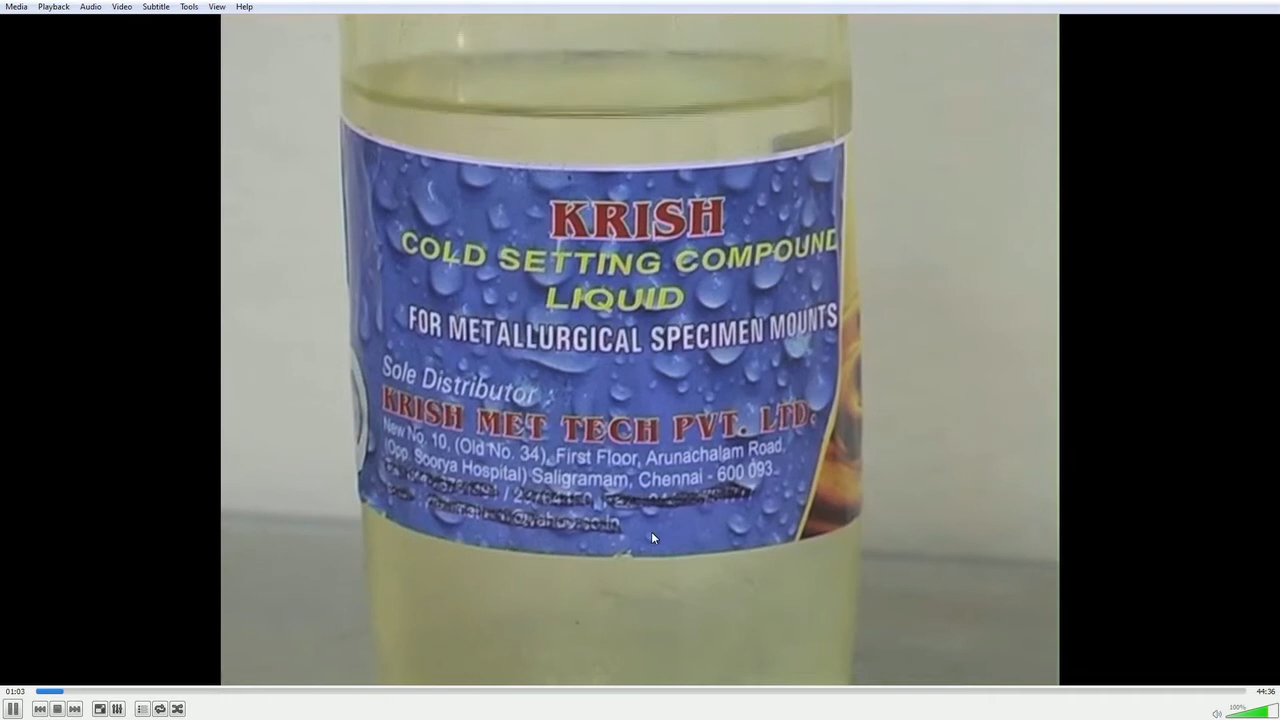 Media Playback Audio Video Subtitle Tools View Help
KRISH
COLD SETTING COMPOUND
LIQUID
FOR METALLURGICAL SPECIMEN MOUNTS
Sole Distributor :
KRISH MET TECH PVT. LTD.
New No. 10, (Old No. 34), First Floor, Arunachalam Road,
(Opp. Soorya Hospital) Saligramam, Chennai - 600 093.
01:03 44:36
100%